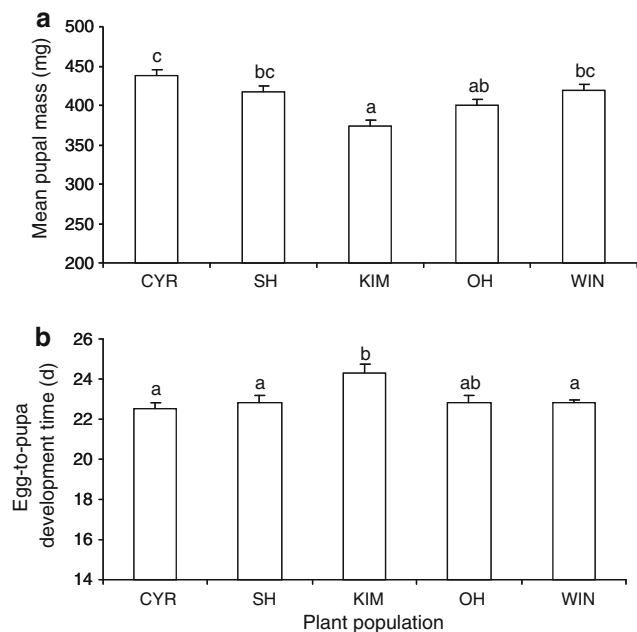 a
Mean pupal mass (mg)
500
450
400
350
300
250
200
c
bc
a
ab
bc
CYR SH KIM OH WIN
b
Egg-to-pupa
development time (d)
26
24
22
20
18
16
14
a
a
b
ab
a
CYR SH KIM OH WIN
Plant population